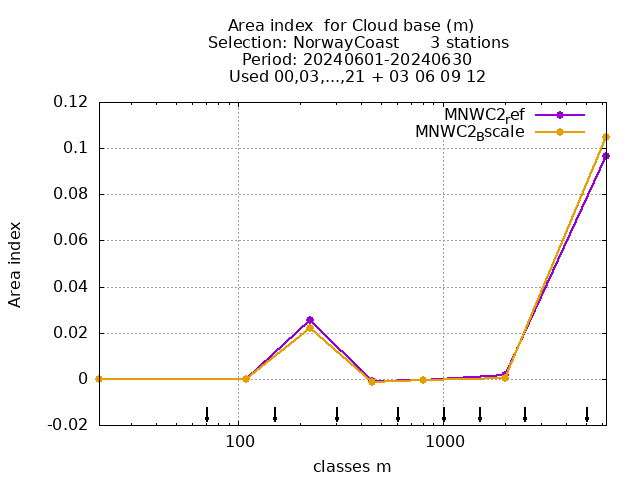 Area index  for Cloud base (m)
Selection: NorwayCoast      3 stations
Period: 20240601-20240630
Used 00,03,...,21 + 03 06 09 12
MNWC2ref
MNWC2Bscale
0.12
0.1
0.08
0.06
0.04
0.02
0
-0.02
Area index
100
1000
classes m